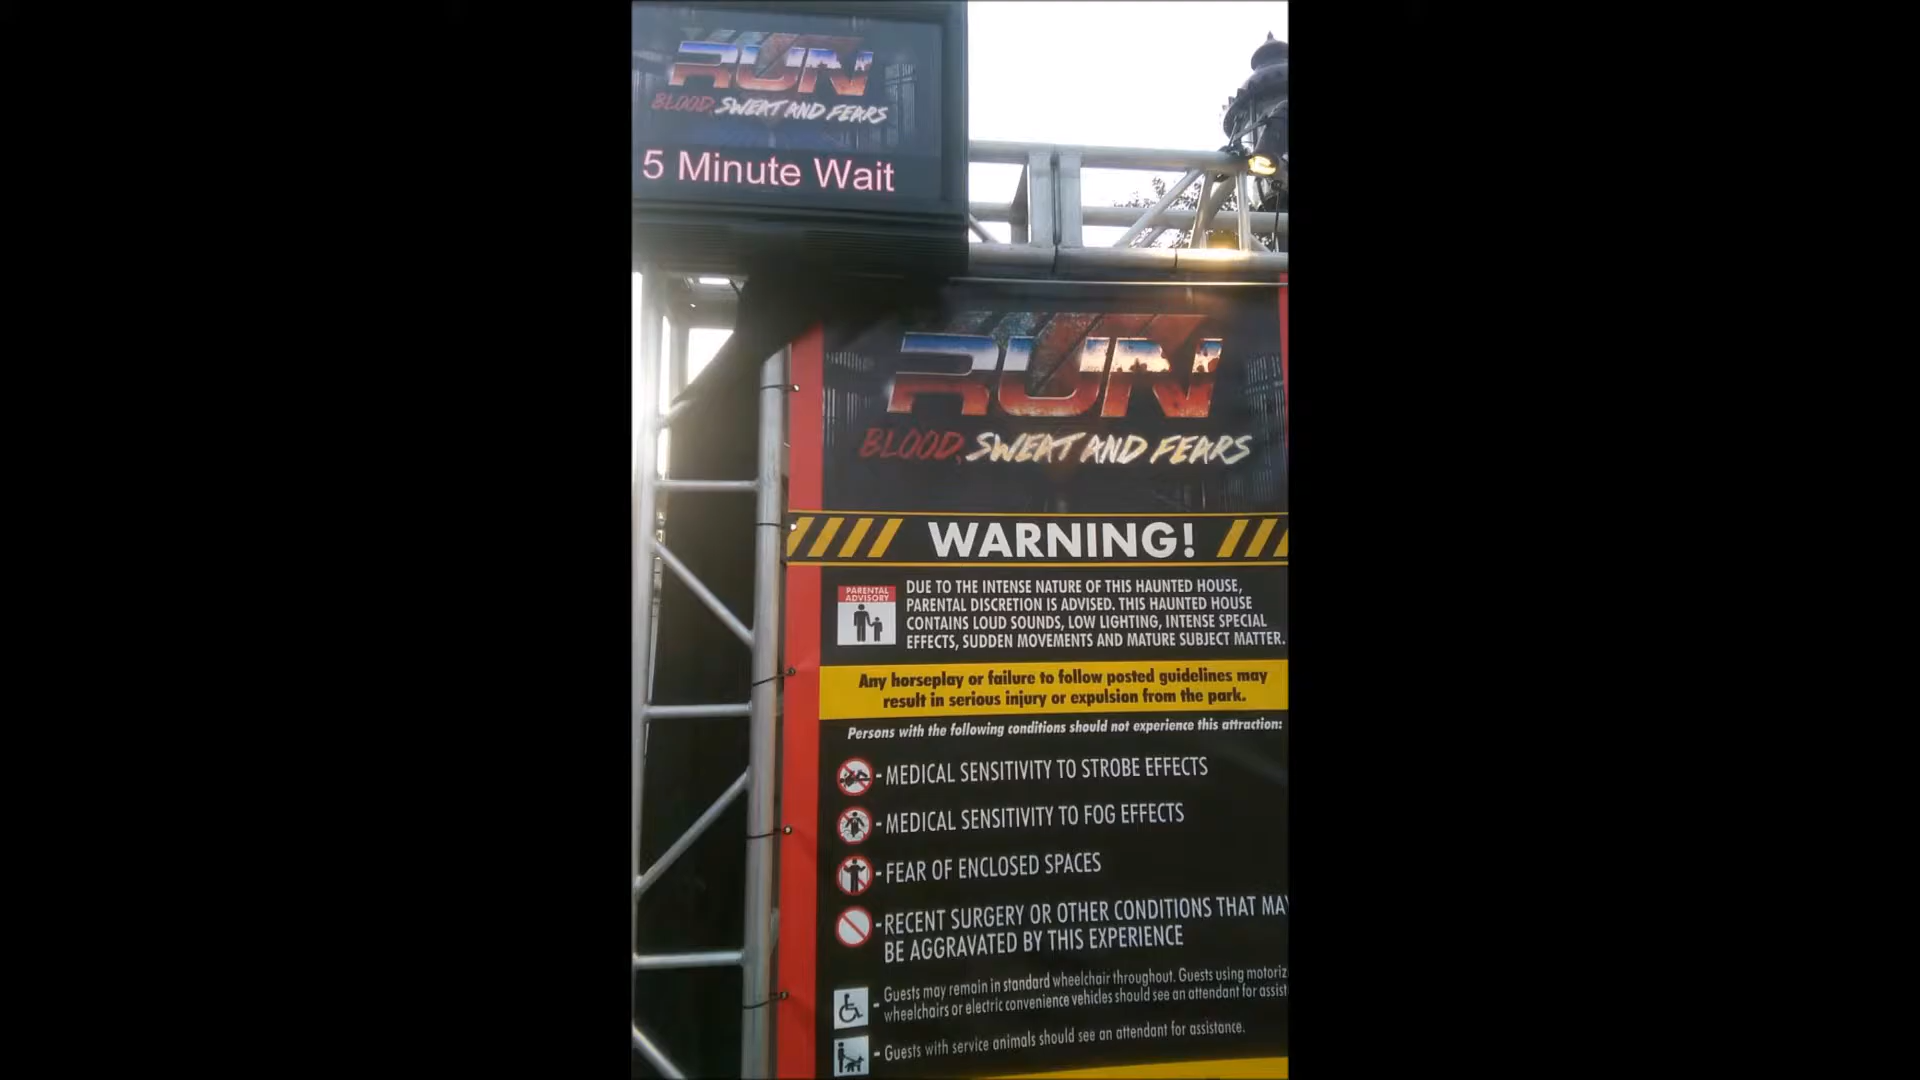 RUN
BLOOD, SWEAT AND FEARS
5 Minute Wait
RUN
BLOOD, SWEAT AND FEARS
WARNING!
PARENTAL
ADVISORY
DUE TO THE INTENSE NATURE OF THIS HAUNTED HOUSE,
PARENTAL DISCRETION IS ADVISED. THIS HAUNTED HOUSE
CONTAINS LOUD SOUNDS, LOW LIGHTING, INTENSE SPECIAL
EFFECTS, SUDDEN MOVEMENTS AND MATURE SUBJECT MATTER.
Any horseplay or failure to follow posted guidelines may
result in serious injury or expulsion from the park.
Persons with the following conditions should not experience this attraction:
- MEDICAL SENSITIVITY TO STROBE EFFECTS
- MEDICAL SENSITIVITY TO FOG EFFECTS
- FEAR OF ENCLOSED SPACES
- RECENT SURGERY OR OTHER CONDITIONS THAT MAY
BE AGGRAVATED BY THIS EXPERIENCE
- Guests may remain in standard wheelchair throughout. Guests using motoriz
wheelchairs or electric convenience vehicles should see an attendant for assist
- Guests with service animals should see an attendant for assistance.